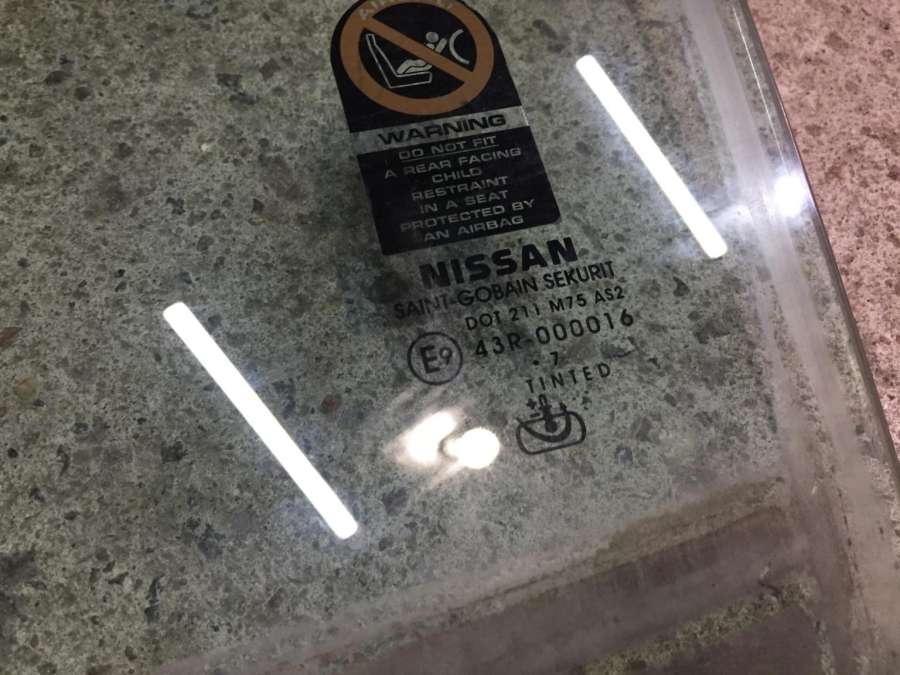 WARNING
DO NOT FIT
A REAR FACING
CHILD
RESTRAINT
IN A SEAT
PROTECTED BY
AN AIRBAG
NISSAN
SAINT-GOBAIN SEKURIT
DOT 211 M75 AS2
E9 43R-000016
. 7
TINTED